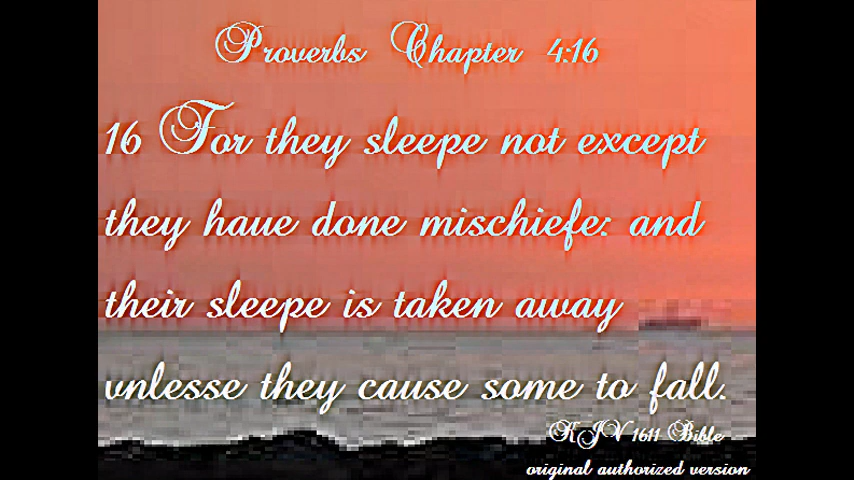 Proverbs Chapter 4:16
16 For they sleepe not except
they haue done mischiefe: and
their sleepe is taken away
vnlesse they cause some to fall.
KJV 1611 Bible
original authorized version